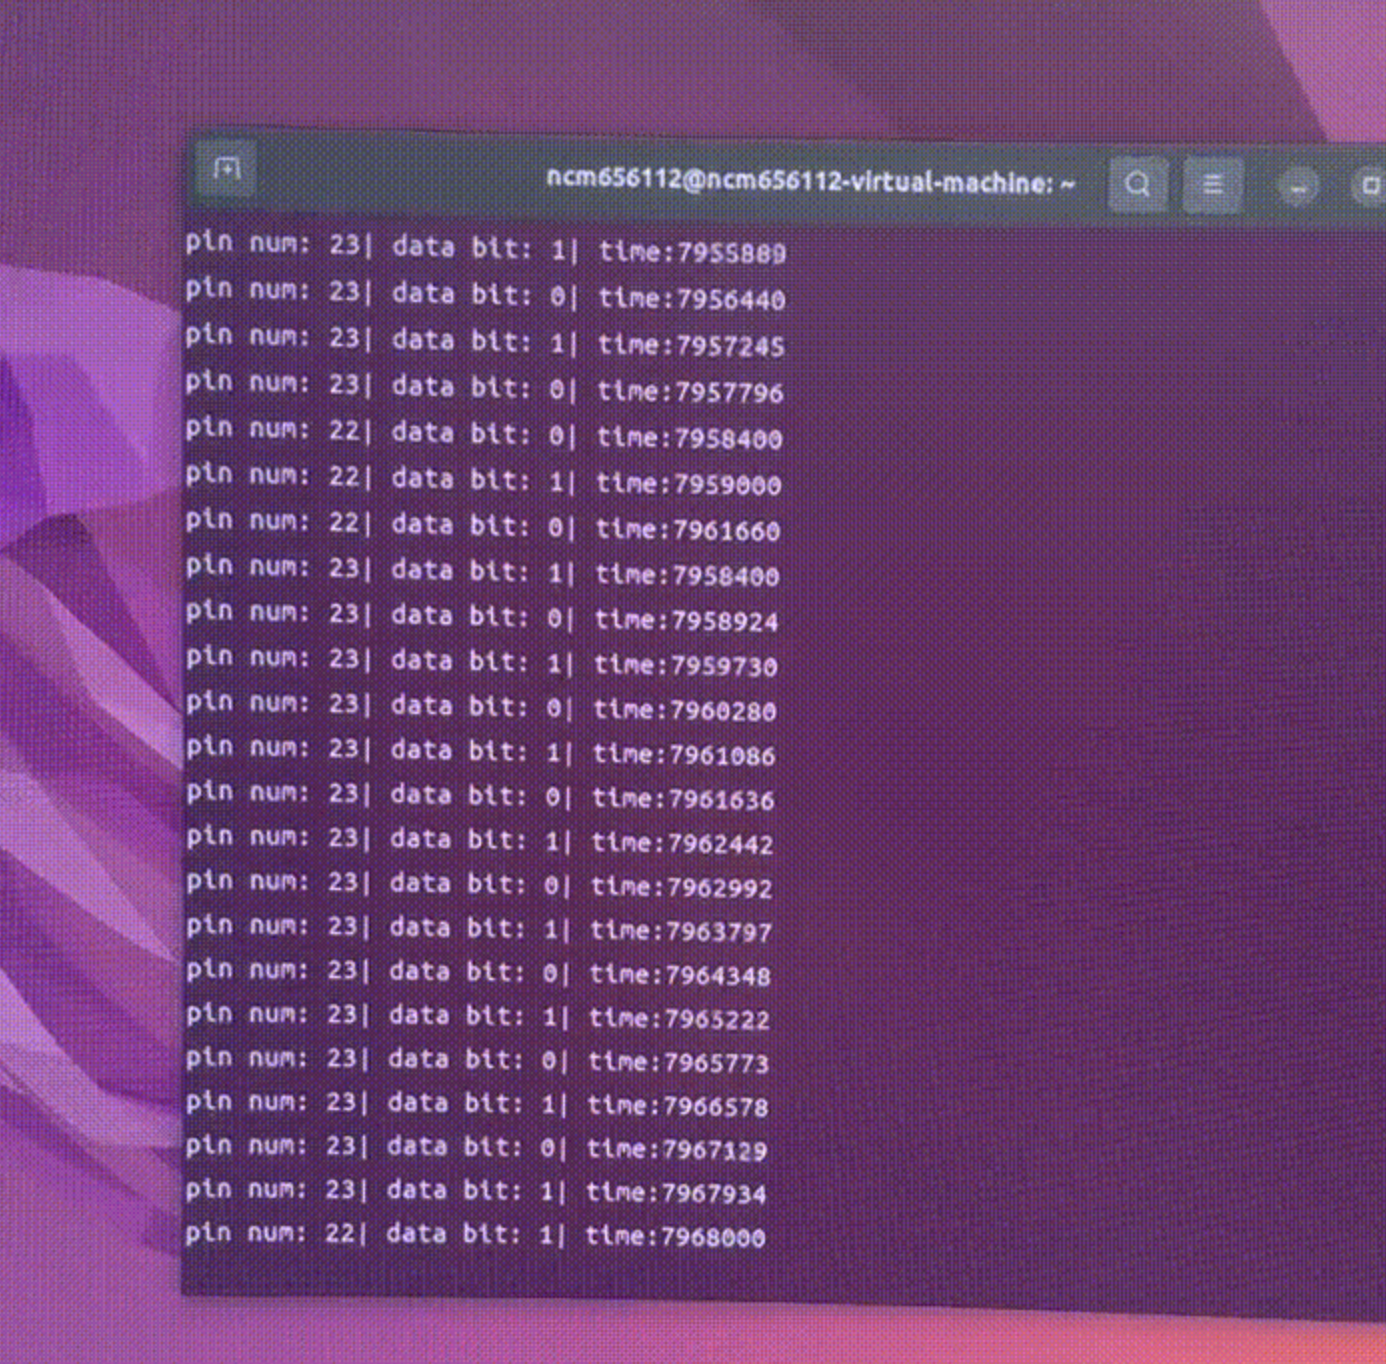 ncm656112@ncm656112-virtual-machine: ~
pin num: 23| data bit: 1| time:7955889
pin num: 23| data bit: 0| time:7956440
pin num: 23| data bit: 1| time:7957245
pin num: 23| data bit: 0| time:7957796
pin num: 22| data bit: 0| time:7958400
pin num: 22| data bit: 1| time:7959000
pin num: 22| data bit: 0| time:7961660
pin num: 23| data bit: 1| time:7958400
pin num: 23| data bit: 0| time:7958924
pin num: 23| data bit: 1| time:7959730
pin num: 23| data bit: 0| time:7960280
pin num: 23| data bit: 1| time:7961086
pin num: 23| data bit: 0| time:7961636
pin num: 23| data bit: 1| time:7962442
pin num: 23| data bit: 0| time:7962992
pin num: 23| data bit: 1| time:7963797
pin num: 23| data bit: 0| time:7964348
pin num: 23| data bit: 1| time:7965222
pin num: 23| data bit: 0| time:7965773
pin num: 23| data bit: 1| time:7966578
pin num: 23| data bit: 0| time:7967129
pin num: 23| data bit: 1| time:7967934
pin num: 22| data bit: 1| time:7968000